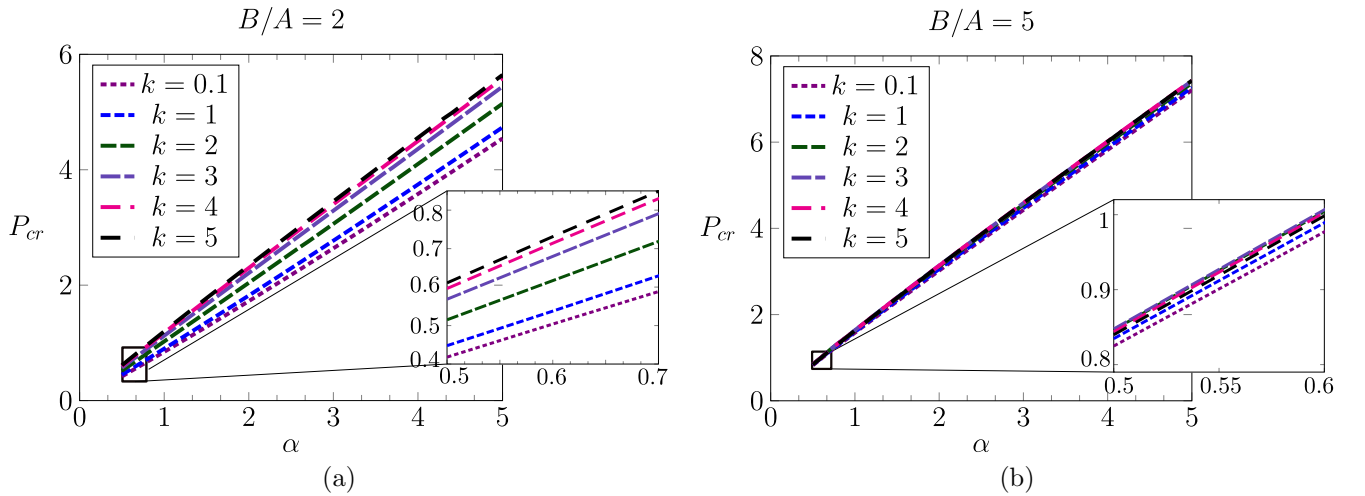 B/A = 2
6
4
2
0
P_cr
k = 0.1
k = 1
k = 2
k = 3
k = 4
k = 5
0.8
0.7
0.6
0.5
0.4
0.5 0.6 0.7
0 1 2 3 4 5
α
(a)
B/A = 5
8
6
4
2
0
P_cr
k = 0.1
k = 1
k = 2
k = 3
k = 4
k = 5
1
0.9
0.8
0.5 0.55 0.6
0 1 2 3 4 5
α
(b)